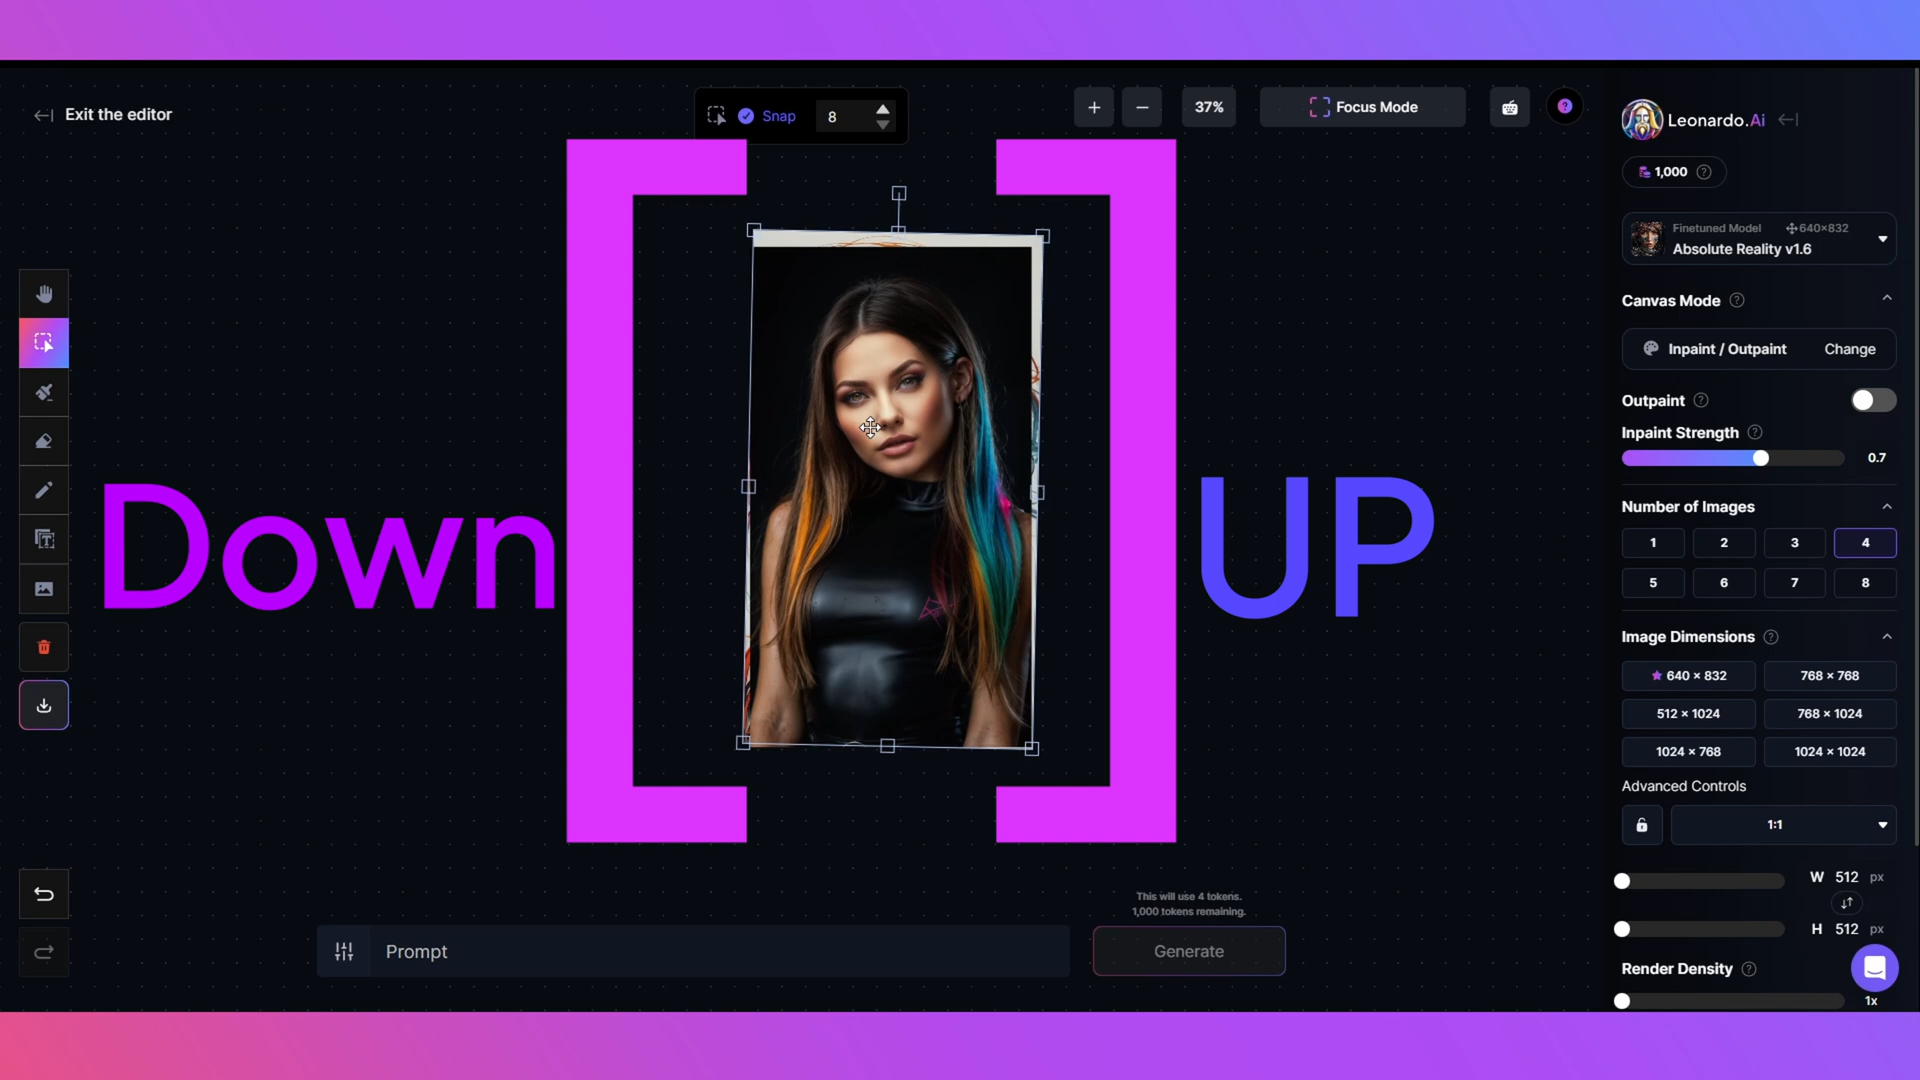 Exit the editor
Snap
8
37%
Focus Mode
?
Leonardo.Ai
1,000 ?
Finetuned Model 640×832
Absolute Reality v1.6
Canvas Mode ?
Inpaint / Outpaint Change
Outpaint ?
Inpaint Strength ?
0.7
Number of Images
1 2 3 4
5 6 7 8
Image Dimensions ?
640 × 832 768 × 768
512 × 1024 768 × 1024
1024 × 768 1024 × 1024
Advanced Controls
1:1
W 512 px
H 512 px
Render Density ?
1x
Down [ ] UP
This will use 4 tokens.
1,000 tokens remaining.
Prompt
Generate